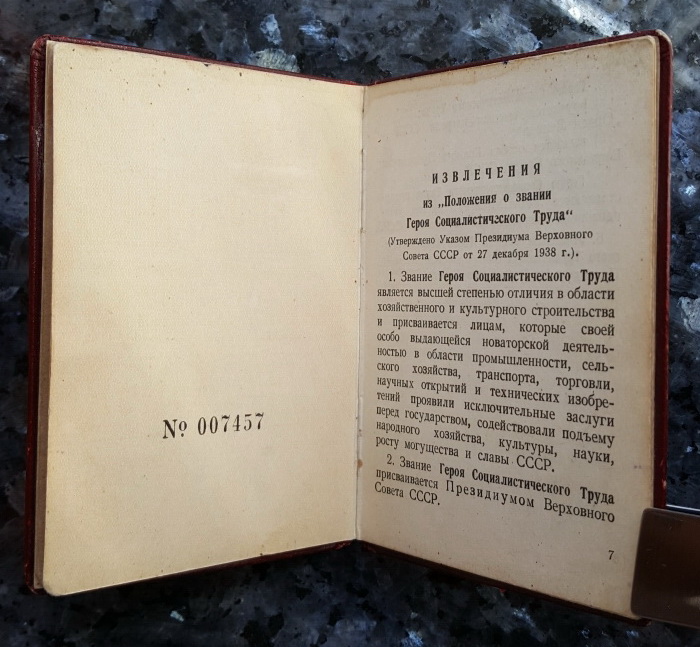 № 007457
ИЗВЛЕЧЕНИЯ
из „Положения о звании
Героя Социалистического Труда“
(Утверждено Указом Президиума Верховного
Совета СССР от 27 декабря 1938 г.).
1. Звание Героя Социалистического Труда
является высшей степенью отличия в области
хозяйственного и культурного строительства
и присваивается лицам, которые своей
особо выдающейся новаторской деятель-
ностью в области промышленности, сель-
ского хозяйства, транспорта, торговли,
научных открытий и технических изобре-
тений проявили исключительные заслуги
перед государством, содействовали подъему
народного хозяйства, культуры, науки,
росту могущества и славы СССР.
2. Звание Героя Социалистического Труда
присваивается Президиумом Верховного
Совета СССР.
7